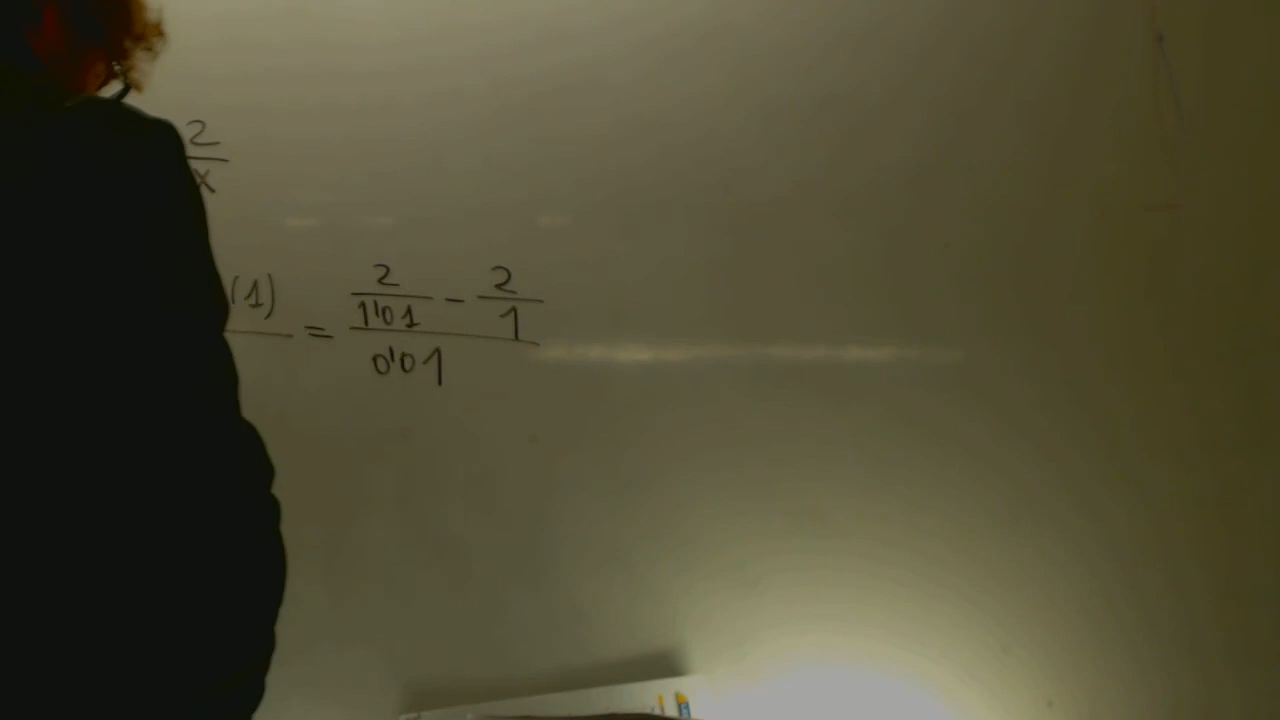 2
x
(1) = 2 - 2
1'01 1
0'01